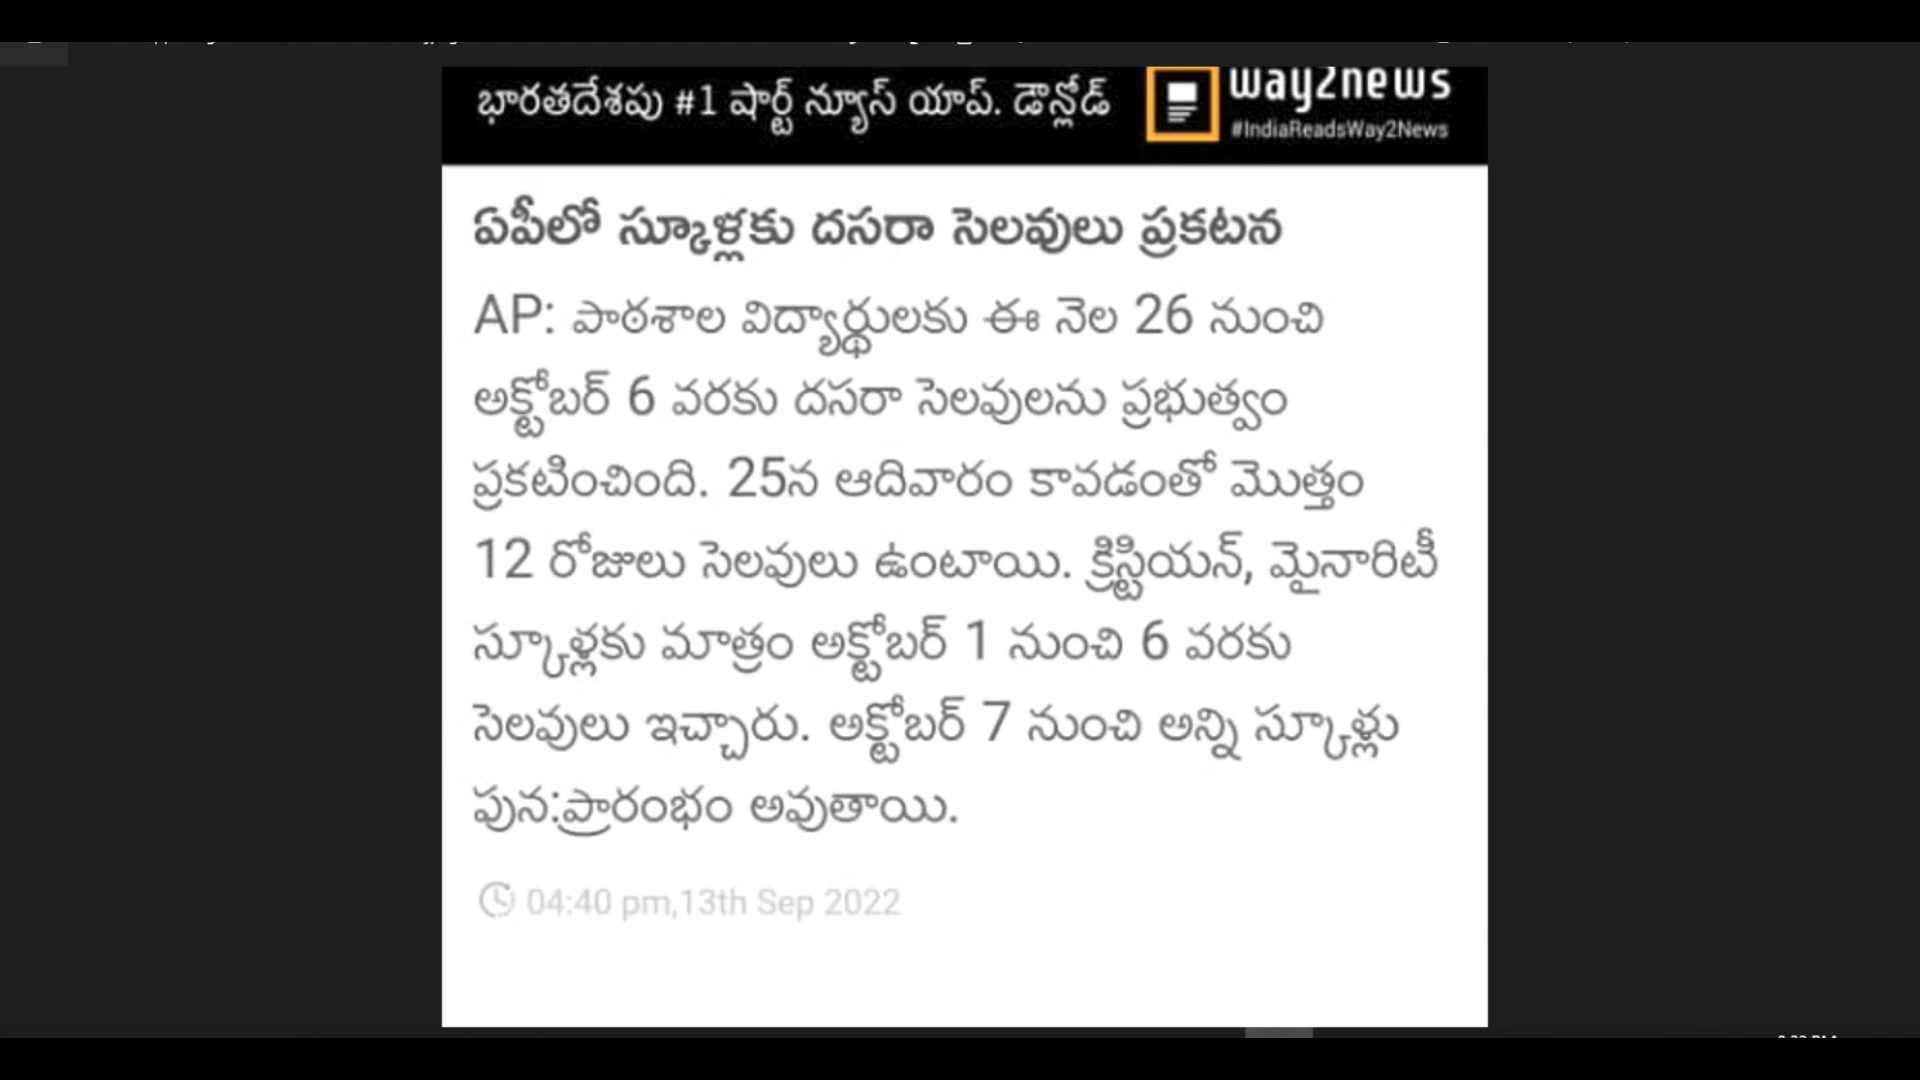 భారతదేశపు #1 షార్ట్ న్యూస్ యాప్. డౌన్లోడ్
way2news
#IndiaReadsWay2News
ఏపీలో స్కూళ్లకు దసరా సెలవులు ప్రకటన
AP: పాఠశాల విద్యార్థులకు ఈ నెల 26 నుంచి
అక్టోబర్ 6 వరకు దసరా సెలవులను ప్రభుత్వం
ప్రకటించింది. 25న ఆదివారం కావడంతో మొత్తం
12 రోజులు సెలవులు ఉంటాయి. క్రిస్టియన్, మైనారిటీ
స్కూళ్లకు మాత్రం అక్టోబర్ 1 నుంచి 6 వరకు
సెలవులు ఇచ్చారు. అక్టోబర్ 7 నుంచి అన్ని స్కూళ్లు
పున:ప్రారంభం అవుతాయి.
04:40 pm,13th Sep 2022